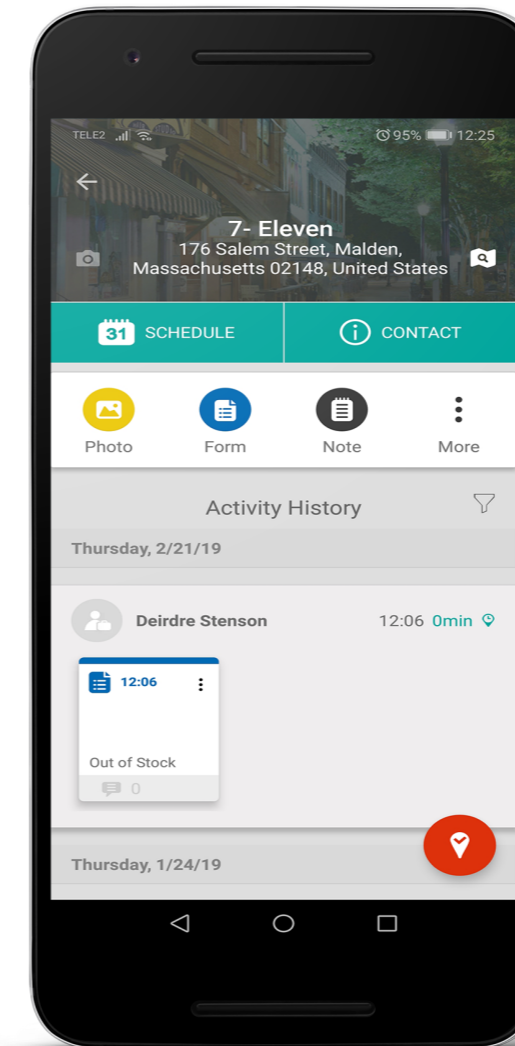 TELE2 95% 12:25
7- Eleven
176 Salem Street, Malden,
Massachusetts 02148, United States
31 SCHEDULE
CONTACT
Photo Form Note More
Activity History
Thursday, 2/21/19
Deirdre Stenson 12:06 0min
12:06
Out of Stock
0
Thursday, 1/24/19